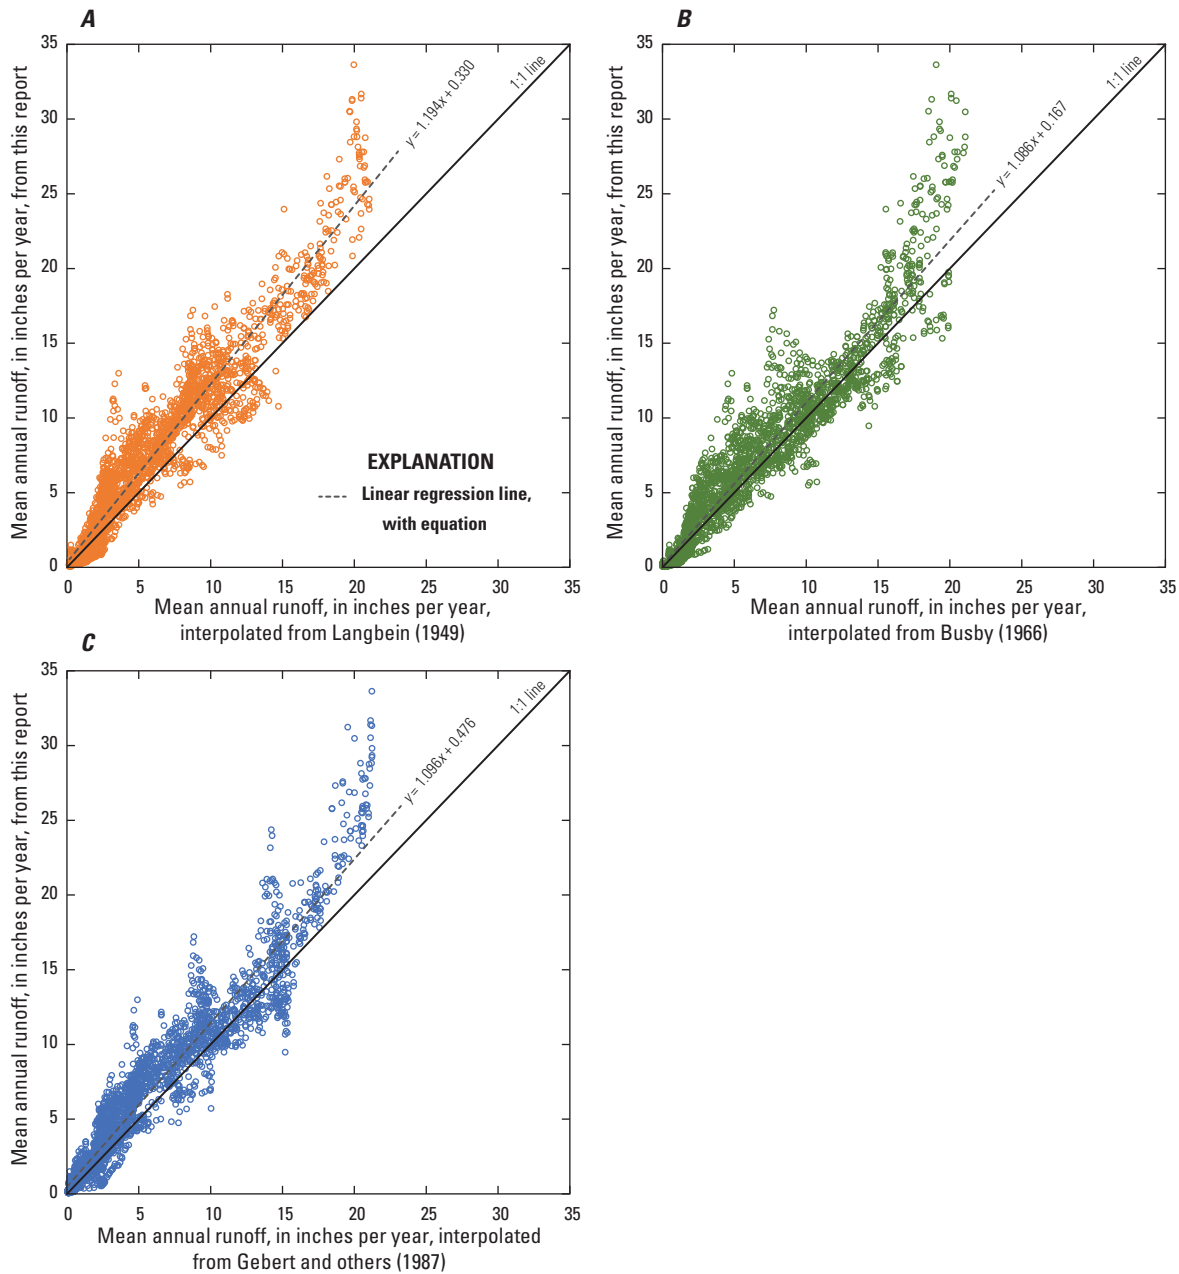 A
35
30
25
20
15
10
5
0
Mean annual runoff, in inches per year, from this report
y = 1.194x + 0.330
1:1 line
EXPLANATION
Linear regression line,
with equation
0 5 10 15 20 25 30 35
Mean annual runoff, in inches per year,
interpolated from Langbein (1949)
B
35
30
25
20
15
10
5
0
Mean annual runoff, in inches per year, from this report
y = 1.086x + 0.167
1:1 line
0 5 10 15 20 25 30 35
Mean annual runoff, in inches per year,
interpolated from Busby (1966)
C
35
30
25
20
15
10
5
0
Mean annual runoff, in inches per year, from this report
y = 1.096x + 0.476
1:1 line
0 5 10 15 20 25 30 35
Mean annual runoff, in inches per year, interpolated
from Gebert and others (1987)